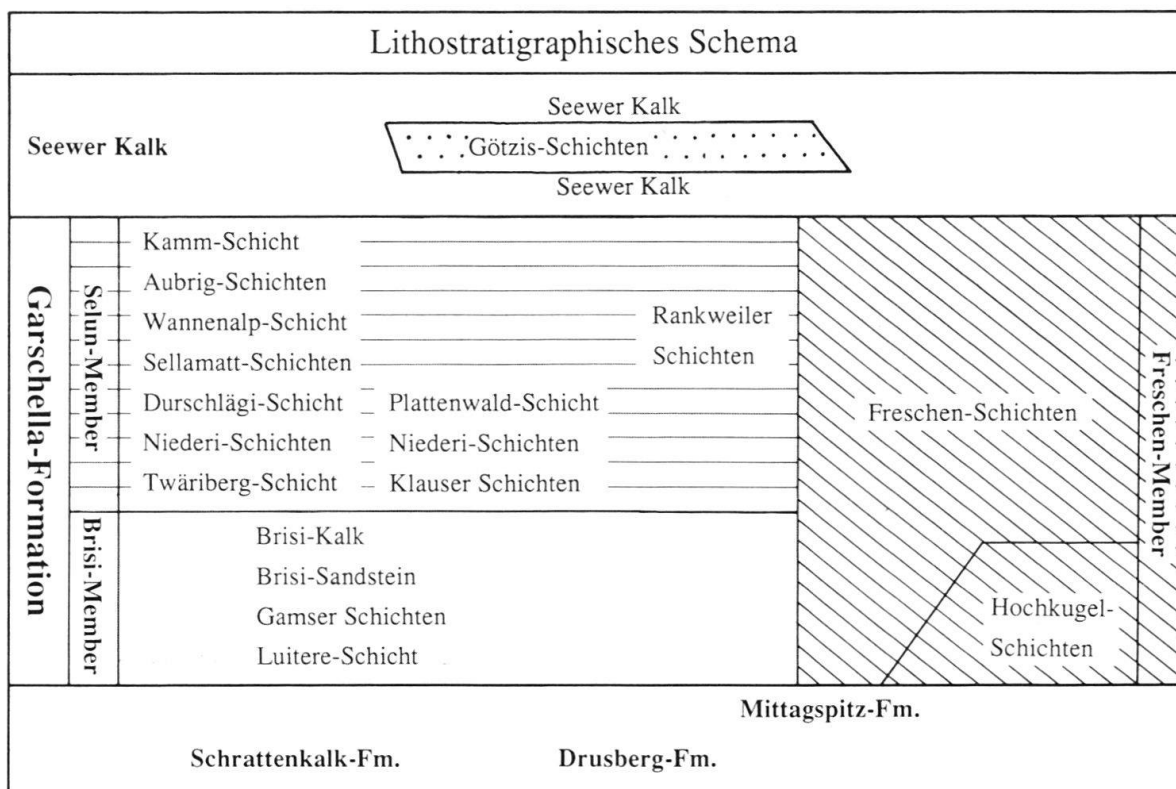 Lithostratigraphisches Schema
Seewer Kalk
Seewer Kalk
Götzis-Schichten
Seewer Kalk
Garschella-Formation
Selun-Member
Kamm-Schicht
Aubrig-Schichten
Wannenalp-Schicht
Rankweiler
Sellamatt-Schichten
Schichten
Durschlägi-Schicht Plattenwald-Schicht
Niederi-Schichten Niederi-Schichten
Twäriberg-Schicht Klauser Schichten
Brisi-Member
Brisi-Kalk
Brisi-Sandstein
Gamser Schichten
Luitere-Schicht
Freschen-Schichten
Hochkugel-
Schichten
Freschen-Member
Mittagspitz-Fm.
Schrattenkalk-Fm. Drusberg-Fm.